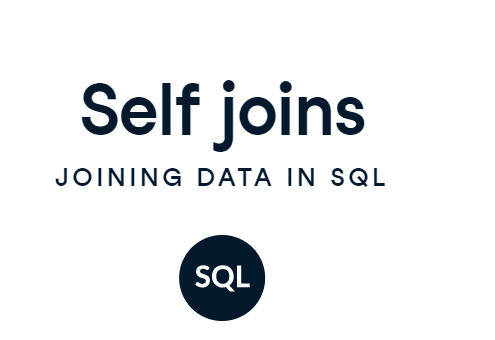 Self joins
JOINING DATA IN SQL
SQL